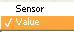 Sensor
✓ Value